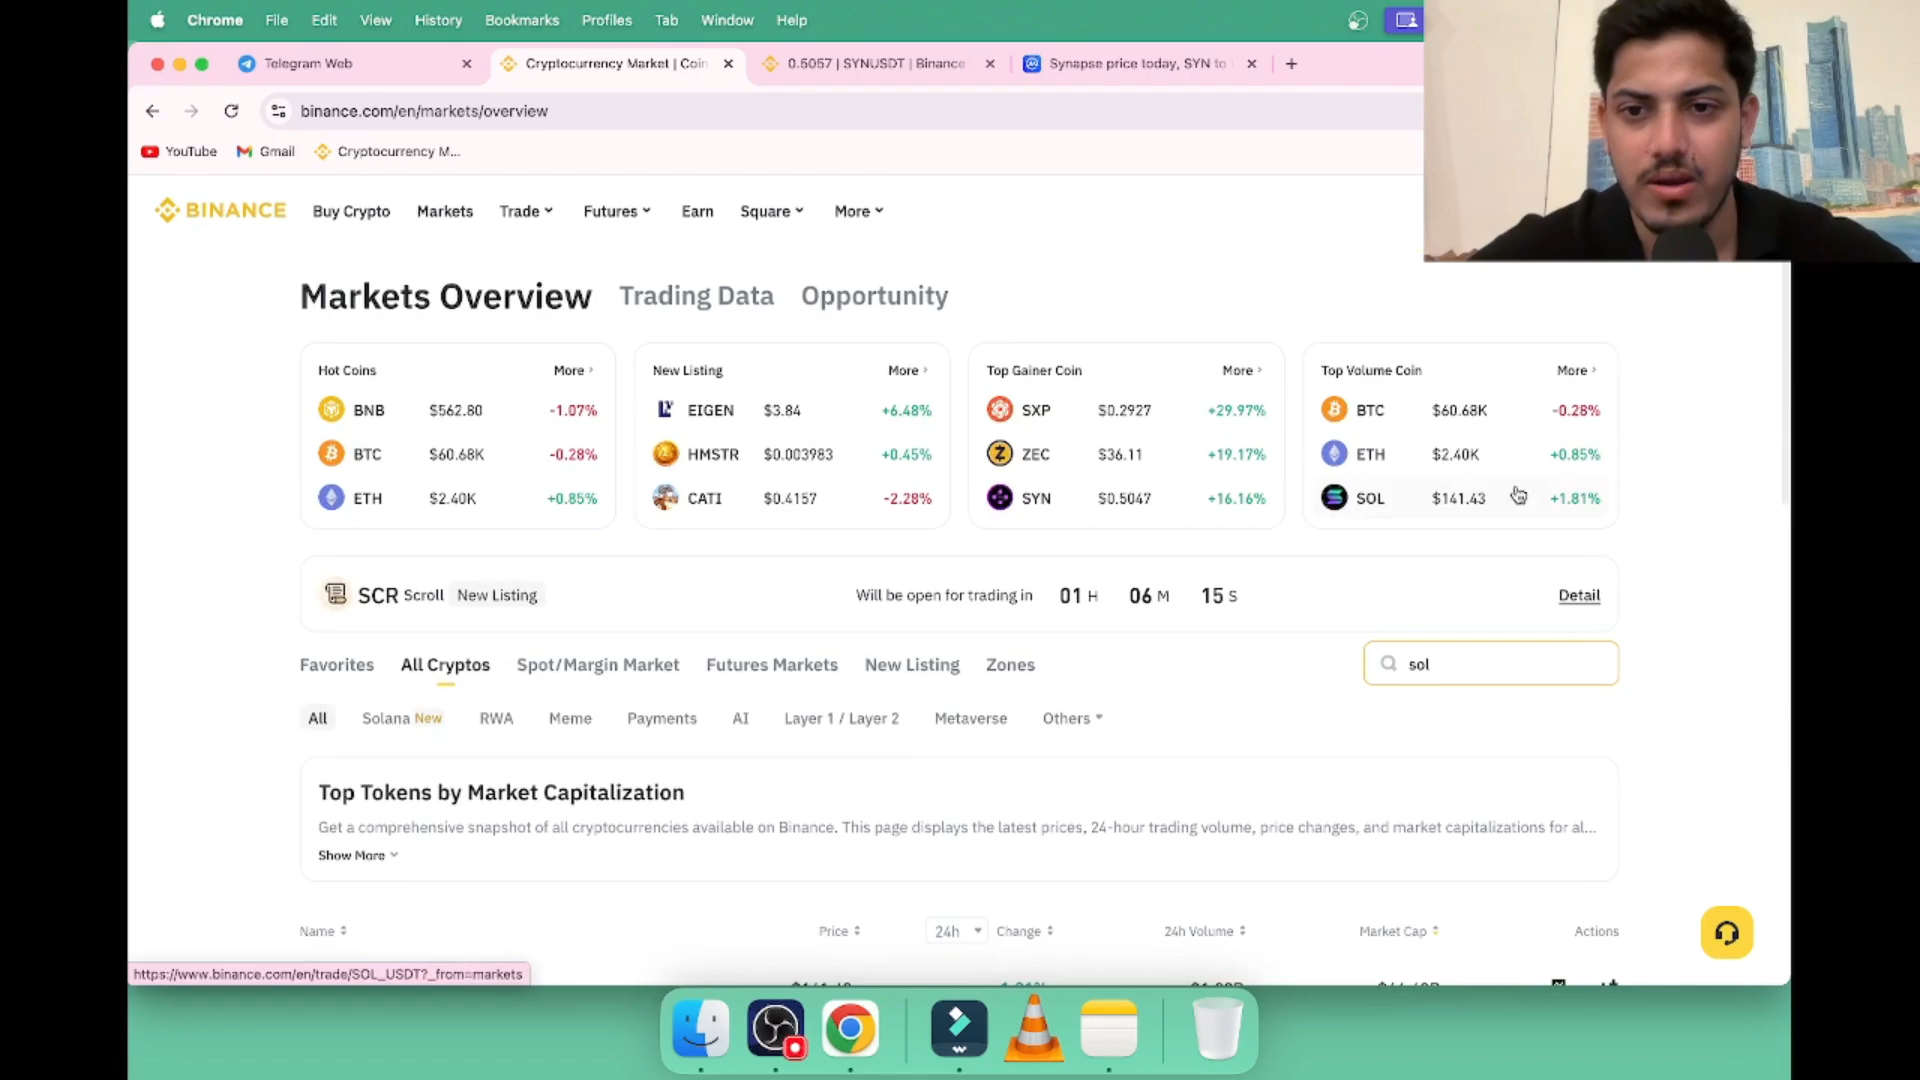 Chrome File Edit View History Bookmarks Profiles Tab Window Help
Telegram Web
Cryptocurrency Market | Coin
0.5057 | SYNUSDT | Binance
Synapse price today, SYN to
binance.com/en/markets/overview
YouTube Gmail Cryptocurrency M...
BINANCE Buy Crypto Markets Trade Futures Earn Square More
Markets Overview Trading Data Opportunity
Hot Coins More
BNB $562.80 -1.07%
BTC $60.68K -0.28%
ETH $2.40K +0.85%
New Listing More
EIGEN $3.84 +6.48%
HMSTR $0.003983 +0.45%
CATI $0.4157 -2.28%
Top Gainer Coin More
SXP $0.2927 +29.97%
ZEC $36.11 +19.17%
SYN $0.5047 +16.16%
Top Volume Coin More
BTC $60.68K -0.28%
ETH $2.40K +0.85%
SOL $141.43 +1.81%
SCR Scroll New Listing Will be open for trading in 01 H 06 M 15 S Detail
Favorites All Cryptos Spot/Margin Market Futures Markets New Listing Zones sol
All Solana New RWA Meme Payments AI Layer 1 / Layer 2 Metaverse Others
Top Tokens by Market Capitalization
Get a comprehensive snapshot of all cryptocurrencies available on Binance. This page displays the latest prices, 24-hour trading volume, price changes, and market capitalizations for al...
Show More
Name Price 24h Change 24h Volume Market Cap Actions
https://www.binance.com/en/trade/SOL_USDT?_from=markets